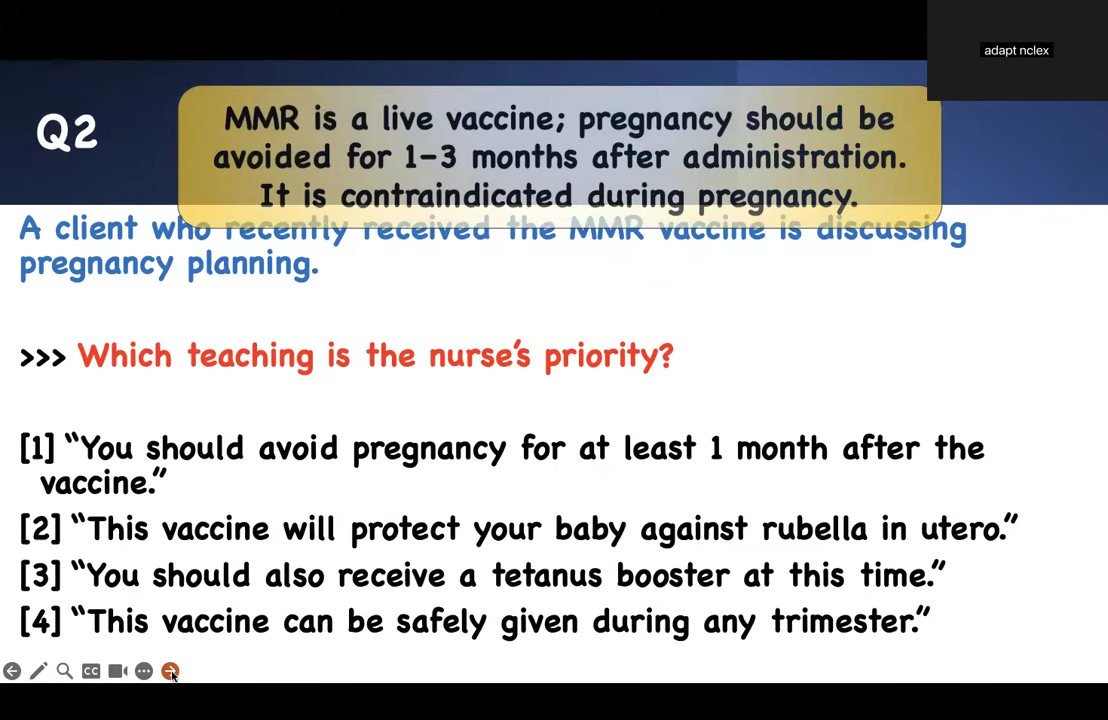 adapt nclex
Q2
MMR is a live vaccine; pregnancy should be
avoided for 1-3 months after administration.
It is contraindicated during pregnancy.
A client who recently received the MMR vaccine is discussing
pregnancy planning.
>>> Which teaching is the nurse’s priority?
[1] “You should avoid pregnancy for at least 1 month after the
vaccine.”
[2] “This vaccine will protect your baby against rubella in utero.”
[3] “You should also receive a tetanus booster at this time.”
[4] “This vaccine can be safely given during any trimester.”
CC